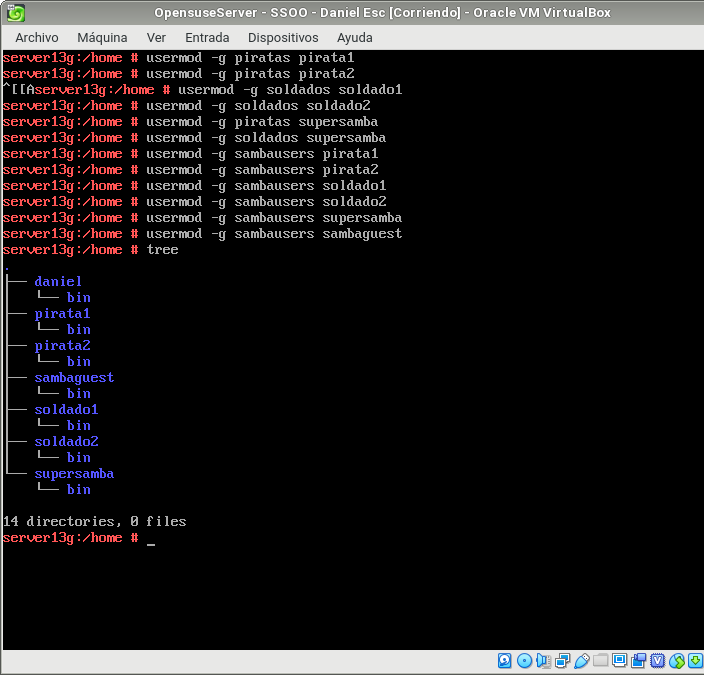 OpensuseServer - SSOO - Daniel Esc [Corriendo] - Oracle VM VirtualBox
Archivo Máquina Ver Entrada Dispositivos Ayuda
server13g:/home # usermod -g piratas pirata1
server13g:/home # usermod -g piratas pirata2
^[[Aserver13g:/home # usermod -g soldados soldado1
server13g:/home # usermod -g soldados soldado2
server13g:/home # usermod -g piratas supersamba
server13g:/home # usermod -g soldados supersamba
server13g:/home # usermod -g sambausers pirata1
server13g:/home # usermod -g sambausers pirata2
server13g:/home # usermod -g sambausers soldado1
server13g:/home # usermod -g sambausers soldado2
server13g:/home # usermod -g sambausers supersamba
server13g:/home # usermod -g sambausers sambaguest
server13g:/home # tree
.
├── daniel
│   └── bin
├── pirata1
│   └── bin
├── pirata2
│   └── bin
├── sambaguest
│   └── bin
├── soldado1
│   └── bin
├── soldado2
│   └── bin
└── supersamba
    └── bin
14 directories, 0 files
server13g:/home # _